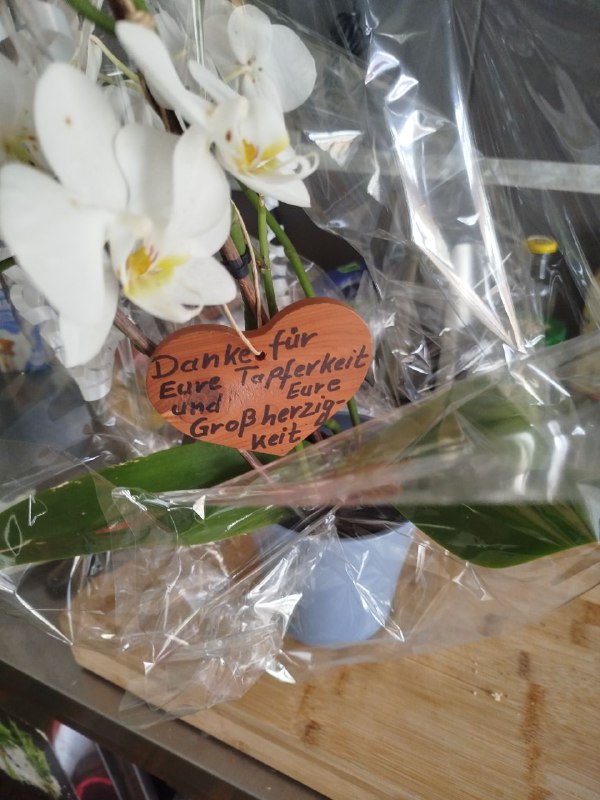 Danke für
Eure Tapferkeit
und Eure
Großherzig-
keit